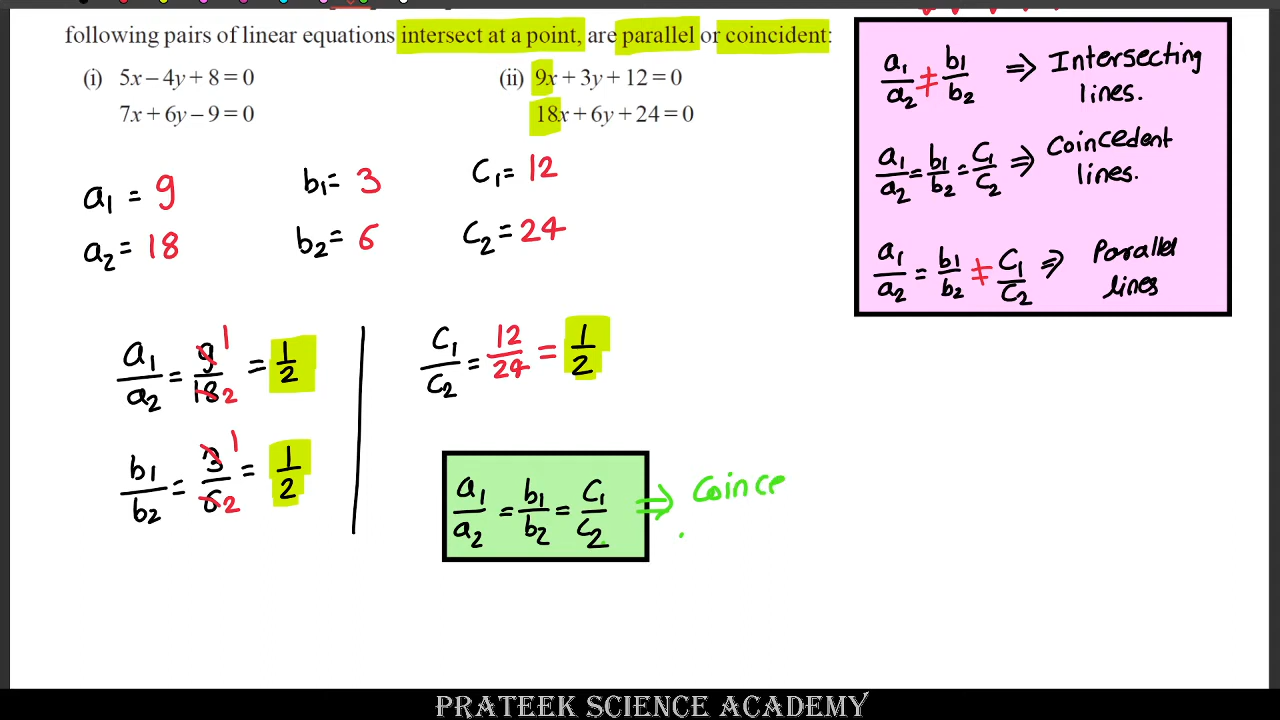 following pairs of linear equations intersect at a point, are parallel or coincident:
(i) 5x – 4y + 8 = 0
7x + 6y – 9 = 0
(ii) 9x + 3y + 12 = 0
18x + 6y + 24 = 0
a1 = 9
b1 = 3
C1 = 12
a2 = 18
b2 = 6
C2 = 24
a1/a2 = 9/18 1/2 = 1/2
b1/b2 = 3/6 1/2 = 1/2
C1/C2 = 12/24 = 1/2
a1/a2 = b1/b2 = C1/C2 ⇒ Coince
a1/a2 ≠ b1/b2 ⇒ Intersecting
lines.
a1/a2 = b1/b2 = C1/C2 ⇒ Coincedent
lines.
a1/a2 = b1/b2 ≠ C1/C2 ⇒ Parallel
lines
PRATEEK SCIENCE ACADEMY